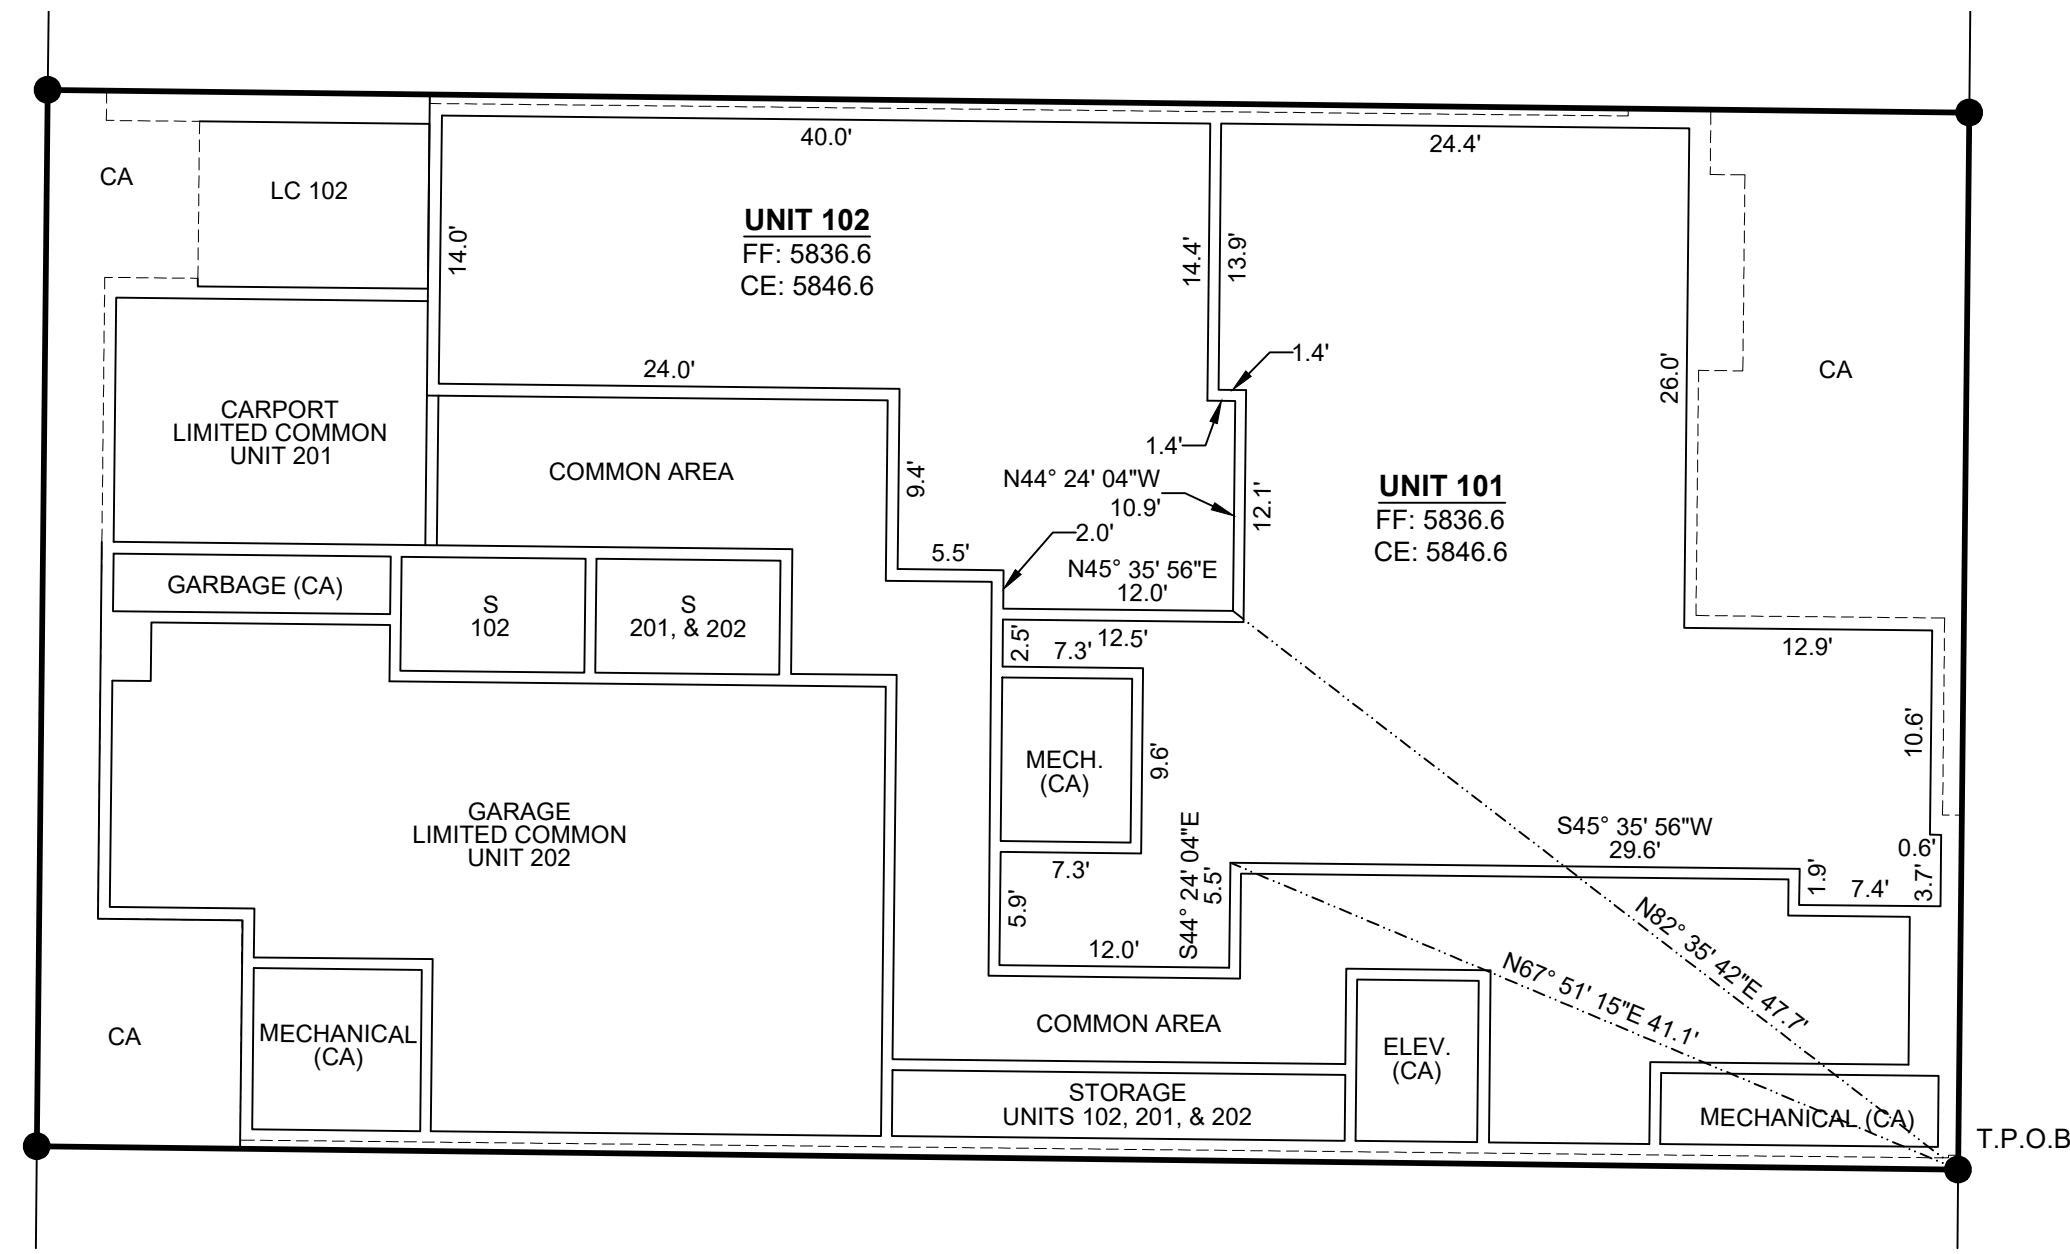 40.0'
24.4'
CA
LC 102
UNIT 102
FF: 5836.6
CE: 5846.6
14.0'
14.4'
13.9'
1.4'
26.0'
CA
24.0'
CARPORT
LIMITED COMMON
UNIT 201
COMMON AREA
9.4'
1.4'
N44° 24' 04"W
10.9'
2.0'
12.1'
UNIT 101
FF: 5836.6
CE: 5846.6
5.5'
N45° 35' 56"E
12.0'
GARBAGE (CA)
S
102
S
201, & 202
2.5'
7.3'
12.5'
12.9'
10.6'
MECH.
(CA)
9.6'
GARAGE
LIMITED COMMON
UNIT 202
S45° 35' 56"W
29.6'
0.6'
7.3'
5.9'
S44° 24' 04"E
5.5'
1.9'
7.4'
3.7'
12.0'
N82° 35' 42"E 47.7'
N67° 51' 15"E 41.1'
CA
MECHANICAL
(CA)
COMMON AREA
ELEV.
(CA)
STORAGE
UNITS 102, 201, & 202
MECHANICAL (CA)
T.P.O.B